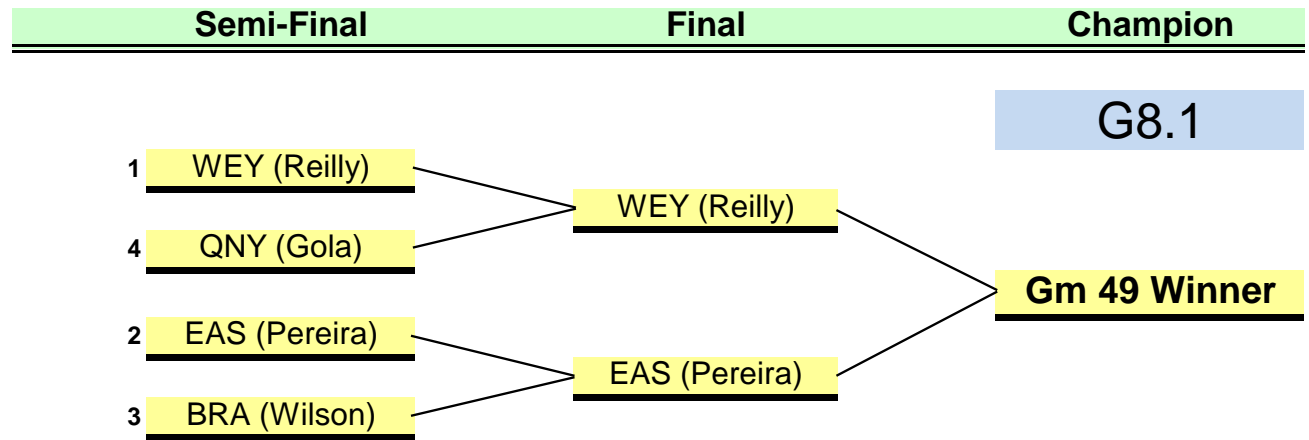 Semi-Final Final Champion
G8.1
1 WEY (Reilly)
WEY (Reilly)
4 QNY (Gola)
Gm 49 Winner
2 EAS (Pereira)
EAS (Pereira)
3 BRA (Wilson)